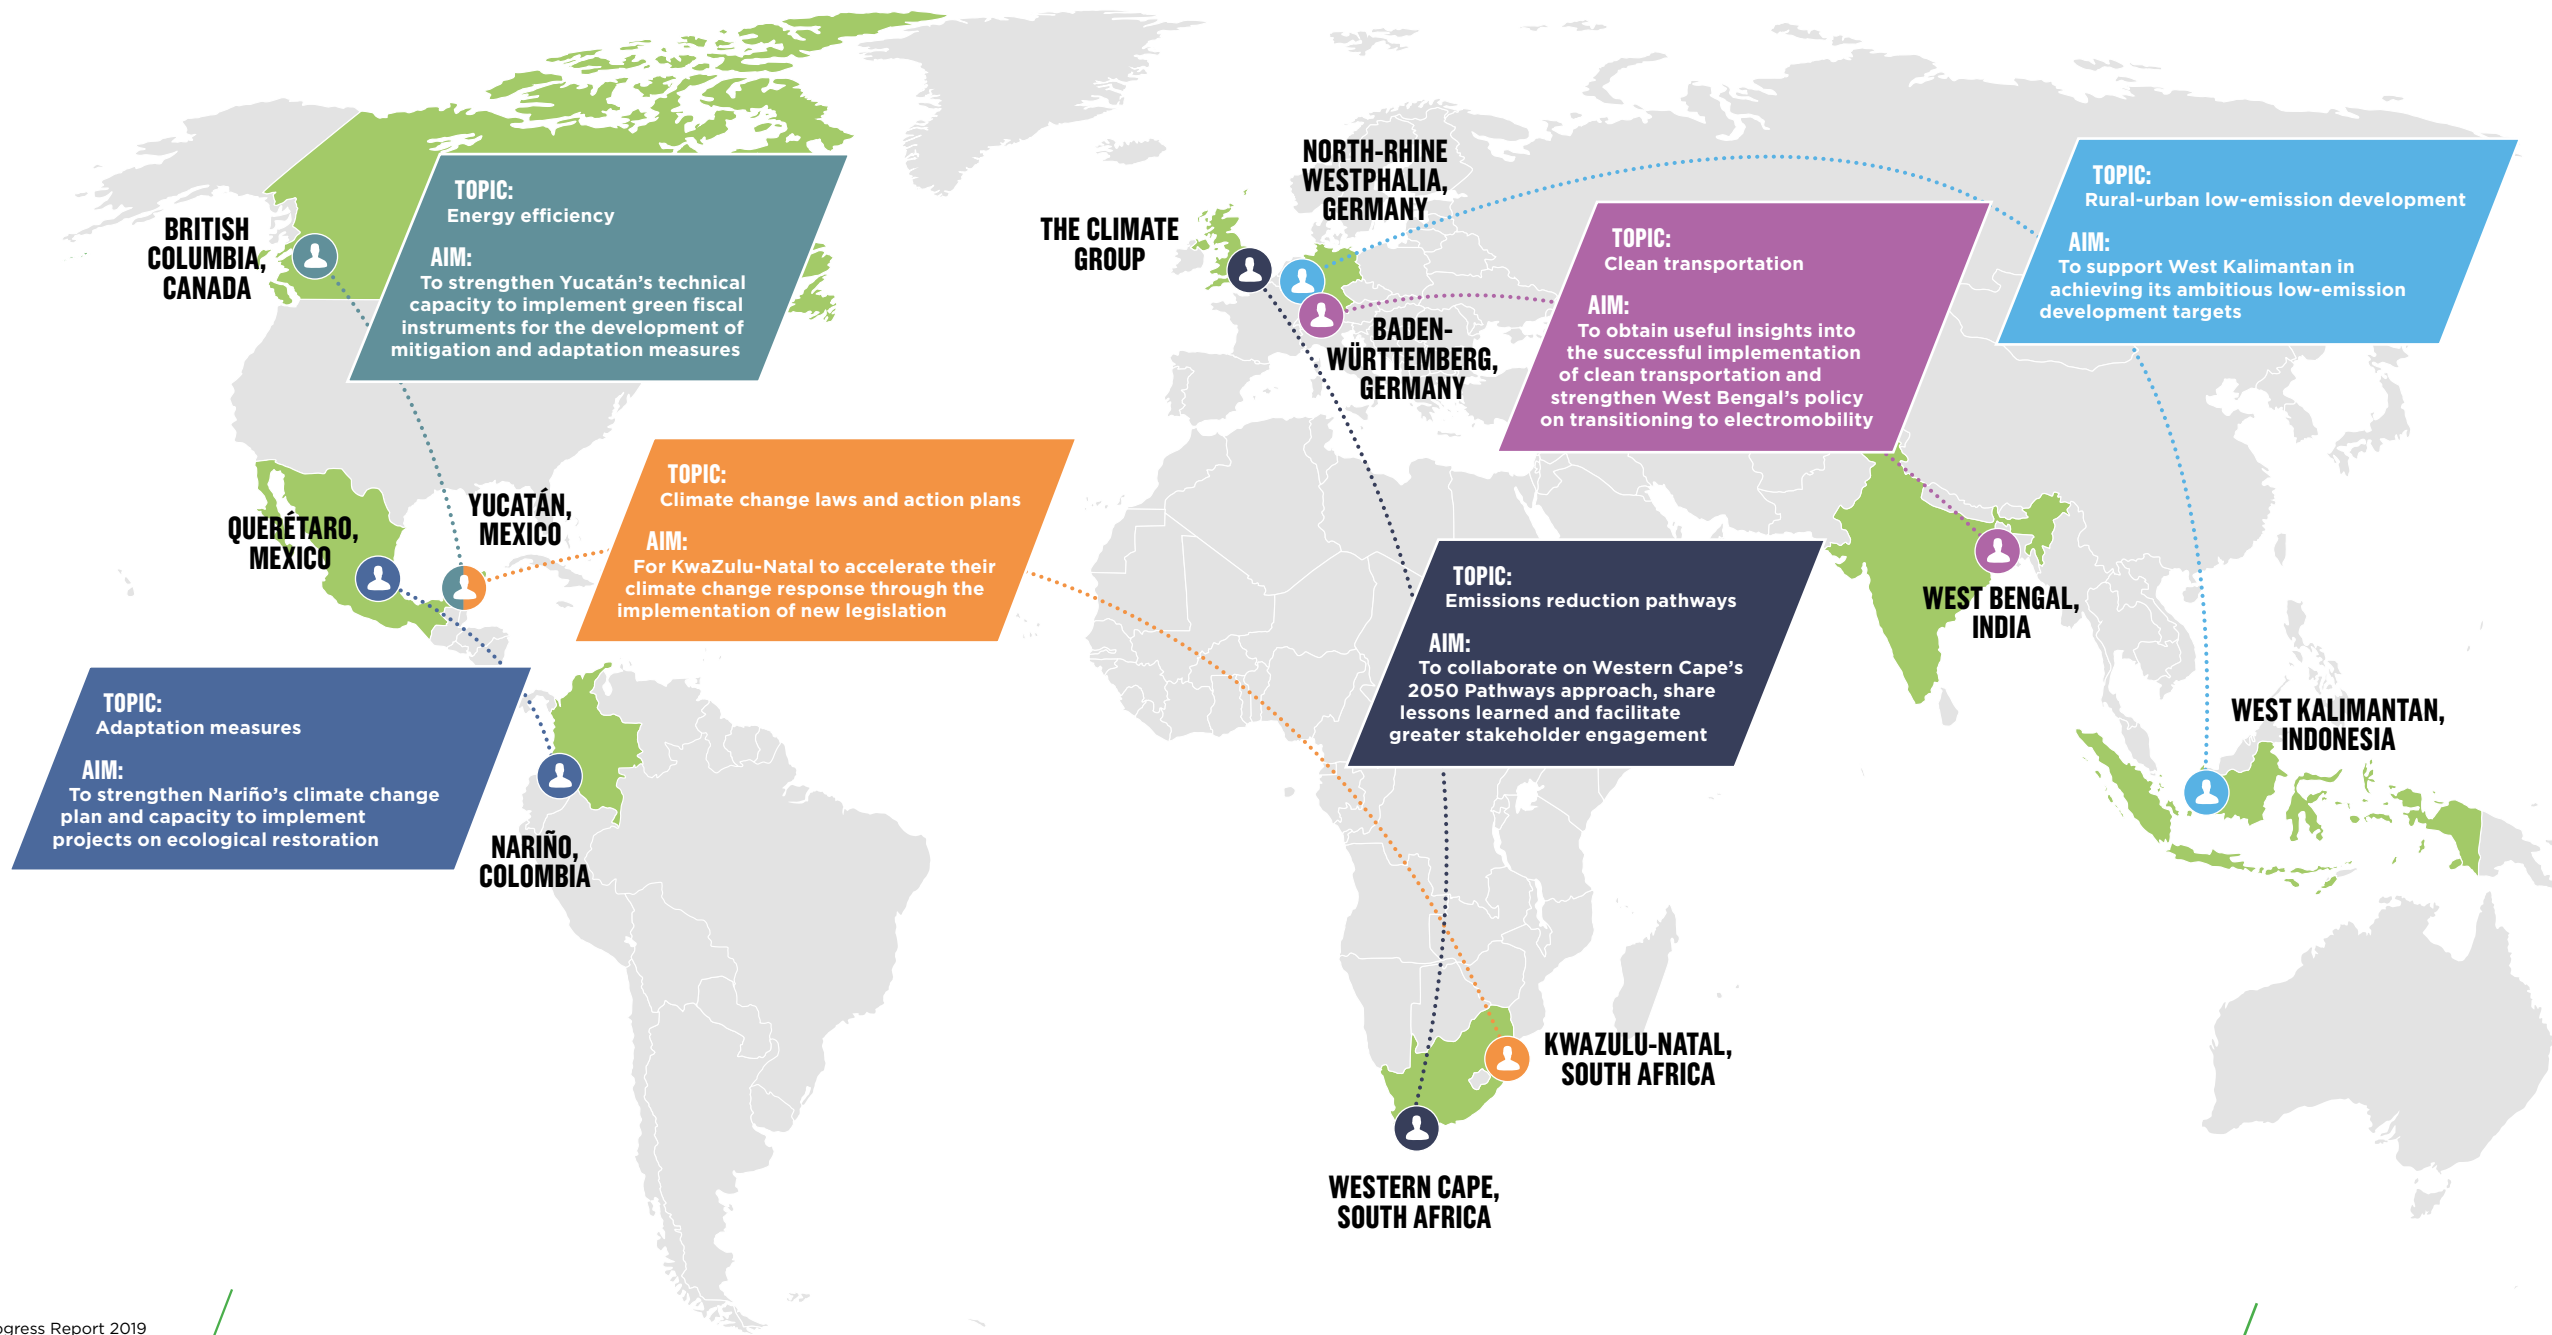 BRITISH
COLUMBIA,
CANADA
TOPIC:
Energy efficiency
AIM:
To strengthen Yucatán's technical
capacity to implement green fiscal
instruments for the development of
mitigation and adaptation measures
THE CLIMATE
GROUP
NORTH-RHINE
WESTPHALIA,
GERMANY
BADEN-
WÜRTTEMBERG,
GERMANY
TOPIC:
Clean transportation
AIM:
To obtain useful insights into
the successful implementation
of clean transportation and
strengthen West Bengal's policy
on transitioning to electromobility
TOPIC:
Rural-urban low-emission development
AIM:
To support West Kalimantan in
achieving its ambitious low-emission
development targets
QUERÉTARO,
MEXICO
YUCATÁN,
MEXICO
TOPIC:
Climate change laws and action plans
AIM:
For KwaZulu-Natal to accelerate their
climate change response through the
implementation of new legislation
TOPIC:
Emissions reduction pathways
AIM:
To collaborate on Western Cape's
2050 Pathways approach, share
lessons learned and facilitate
greater stakeholder engagement
WEST BENGAL,
INDIA
WEST KALIMANTAN,
INDONESIA
TOPIC:
Adaptation measures
AIM:
To strengthen Nariño's climate change
plan and capacity to implement
projects on ecological restoration
NARIÑO,
COLOMBIA
KWAZULU-NATAL,
SOUTH AFRICA
WESTERN CAPE,
SOUTH AFRICA
ogress Report 2019